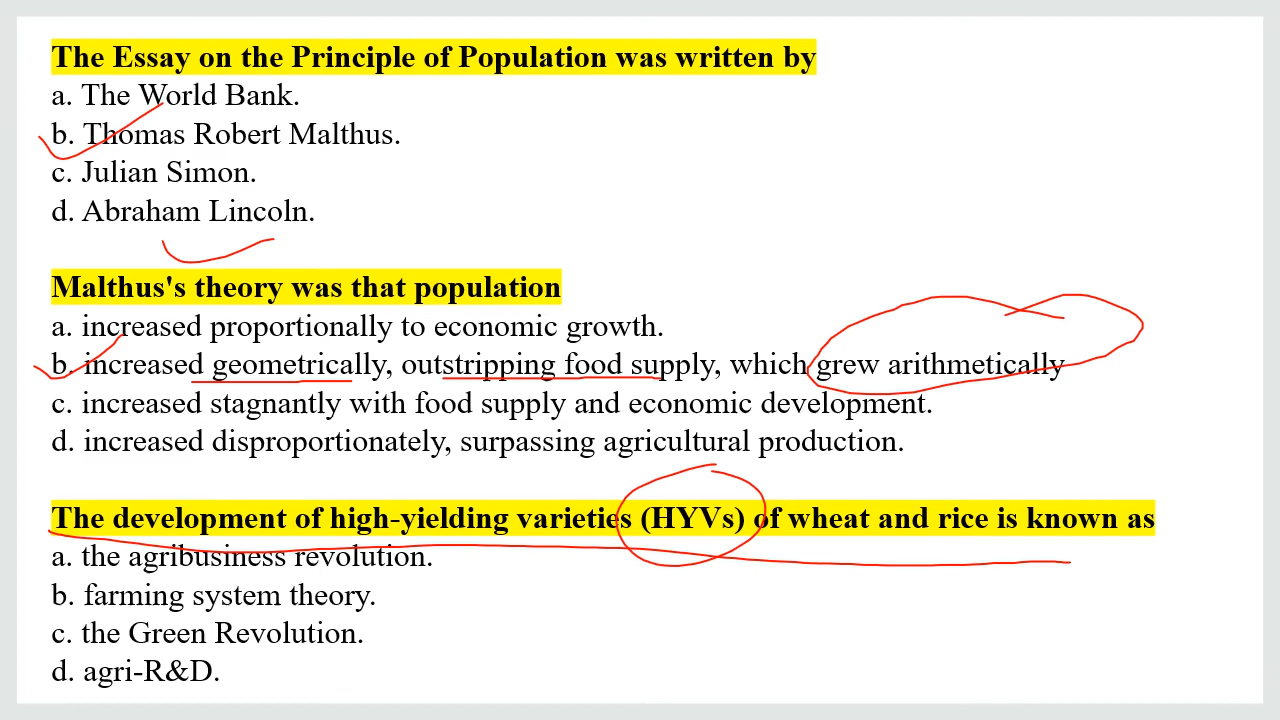 The Essay on the Principle of Population was written by
a. The World Bank.
b. Thomas Robert Malthus.
c. Julian Simon.
d. Abraham Lincoln.
Malthus's theory was that population
a. increased proportionally to economic growth.
b. increased geometrically, outstripping food supply, which grew arithmetically
c. increased stagnantly with food supply and economic development.
d. increased disproportionately, surpassing agricultural production.
The development of high-yielding varieties (HYVs) of wheat and rice is known as
a. the agribusiness revolution.
b. farming system theory.
c. the Green Revolution.
d. agri-R&D.